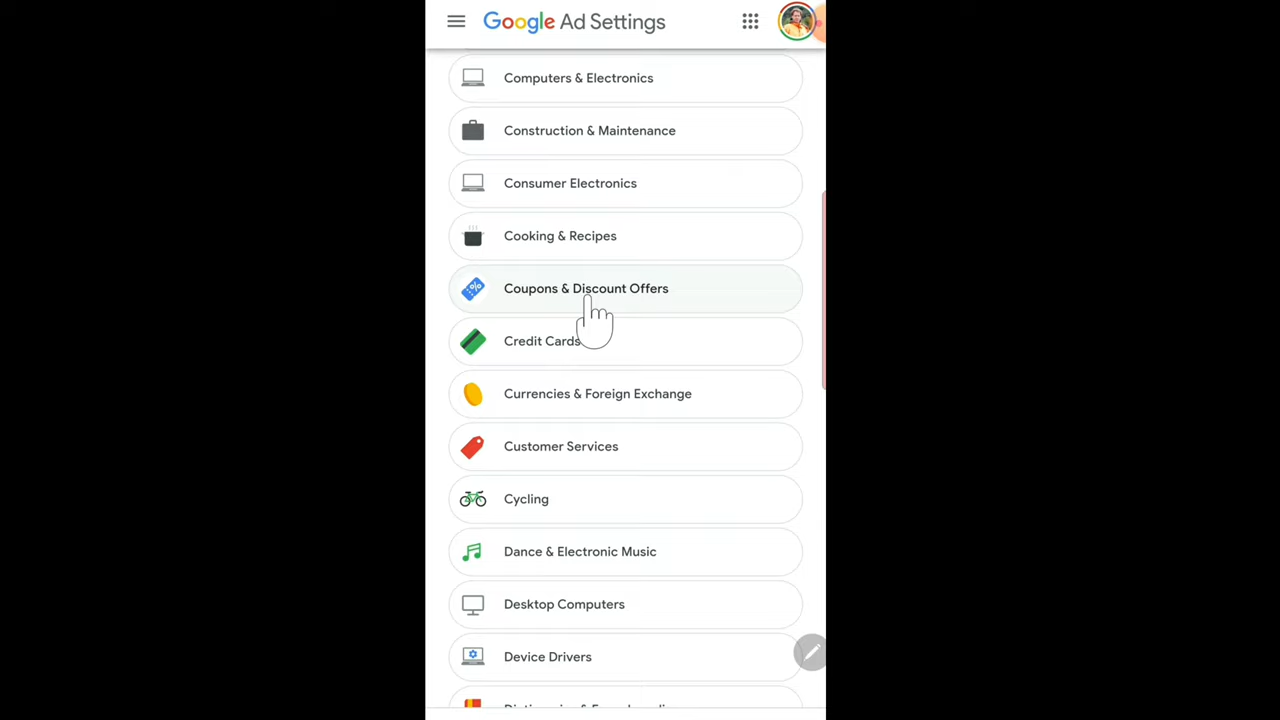 Google Ad Settings
Computers & Electronics
Construction & Maintenance
Consumer Electronics
Cooking & Recipes
Coupons & Discount Offers
Credit Cards
Currencies & Foreign Exchange
Customer Services
Cycling
Dance & Electronic Music
Desktop Computers
Device Drivers